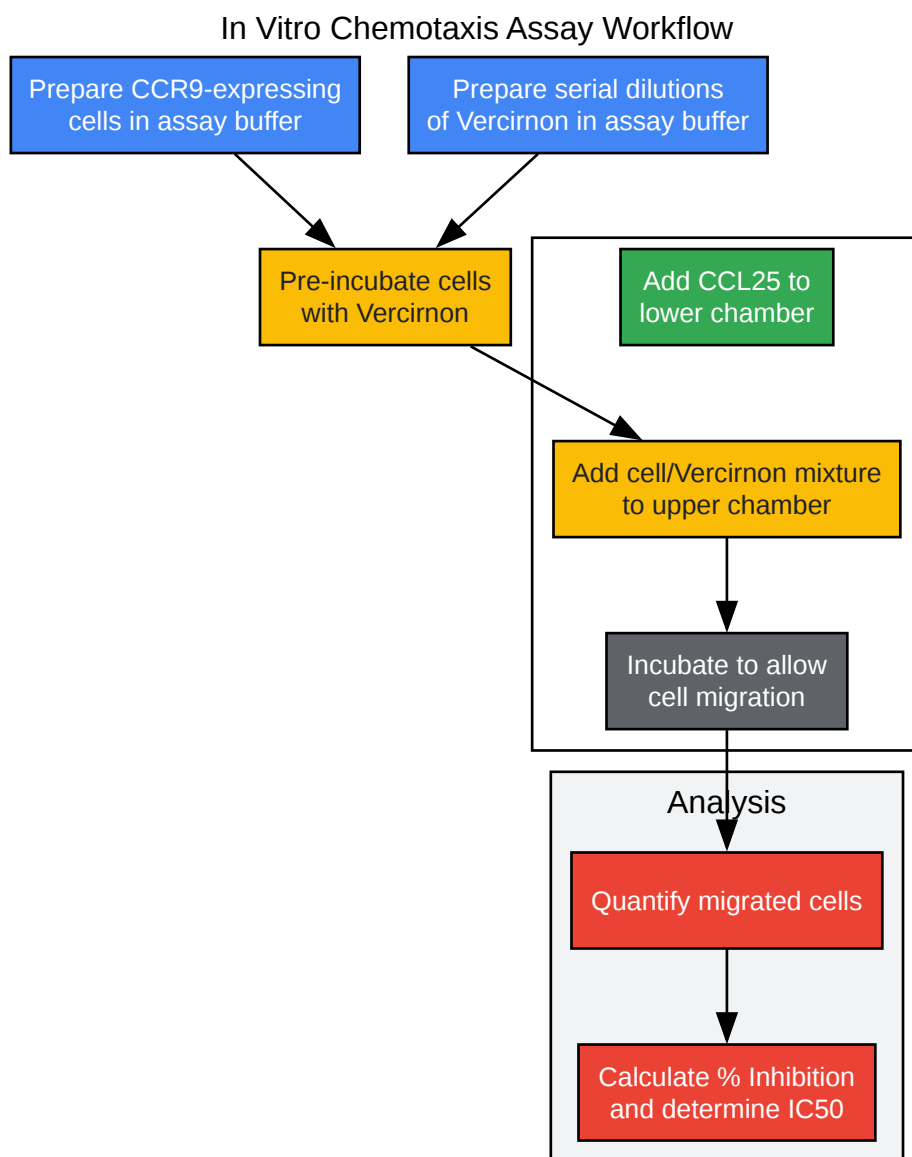 In Vitro Chemotaxis Assay Workflow
Prepare CCR9-expressing
cells in assay buffer
Prepare serial dilutions
of Vercirnon in assay buffer
Pre-incubate cells
with Vercirnon
Add CCL25 to
lower chamber
Add cell/Vercirnon mixture
to upper chamber
Incubate to allow
cell migration
Analysis
Quantify migrated cells
Calculate % Inhibition
and determine IC50